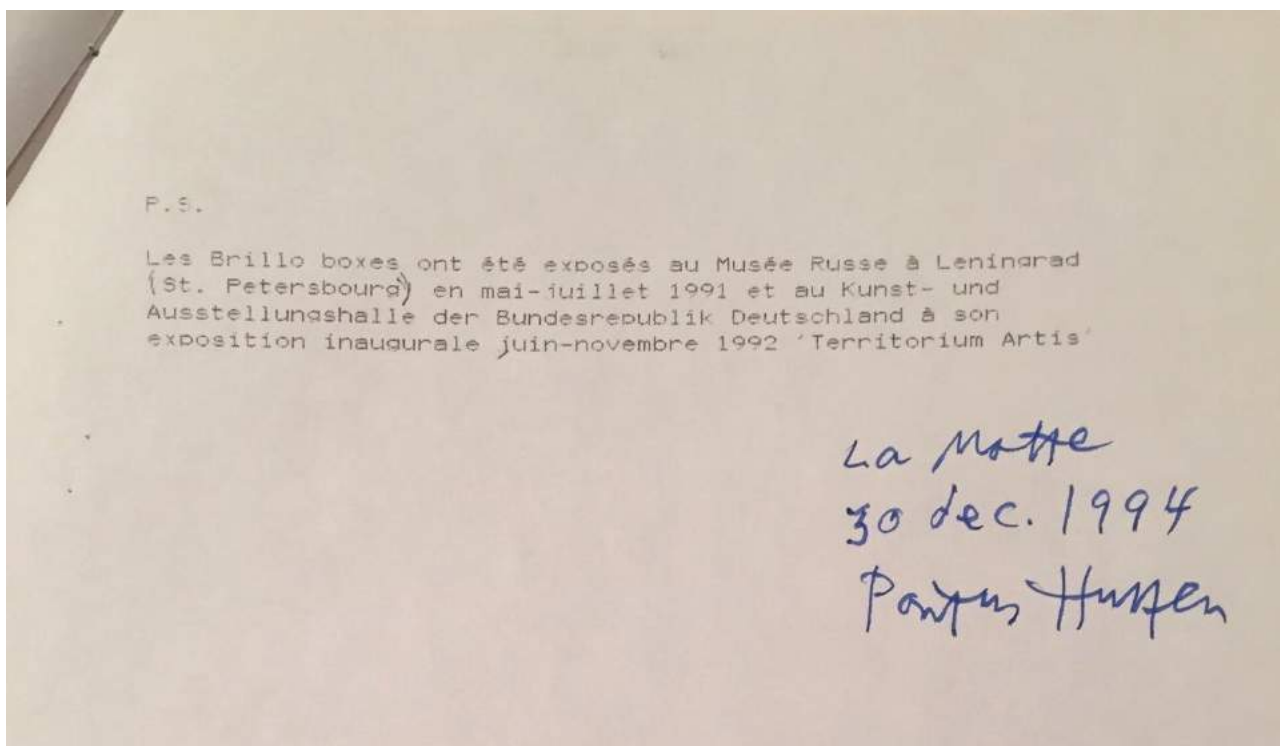 P.S.
Les Brillo boxes ont été exposés au Musée Russe à Leningrad
(St. Petersbourg) en mai-juillet 1991 et au Kunst- und
Ausstellungshalle der Bundesrepublik Deutschland à son
exposition inaugurale juin-novembre 1992 'Territorium Artis'
La Motte
30 dec. 1994
Pontus Hulten